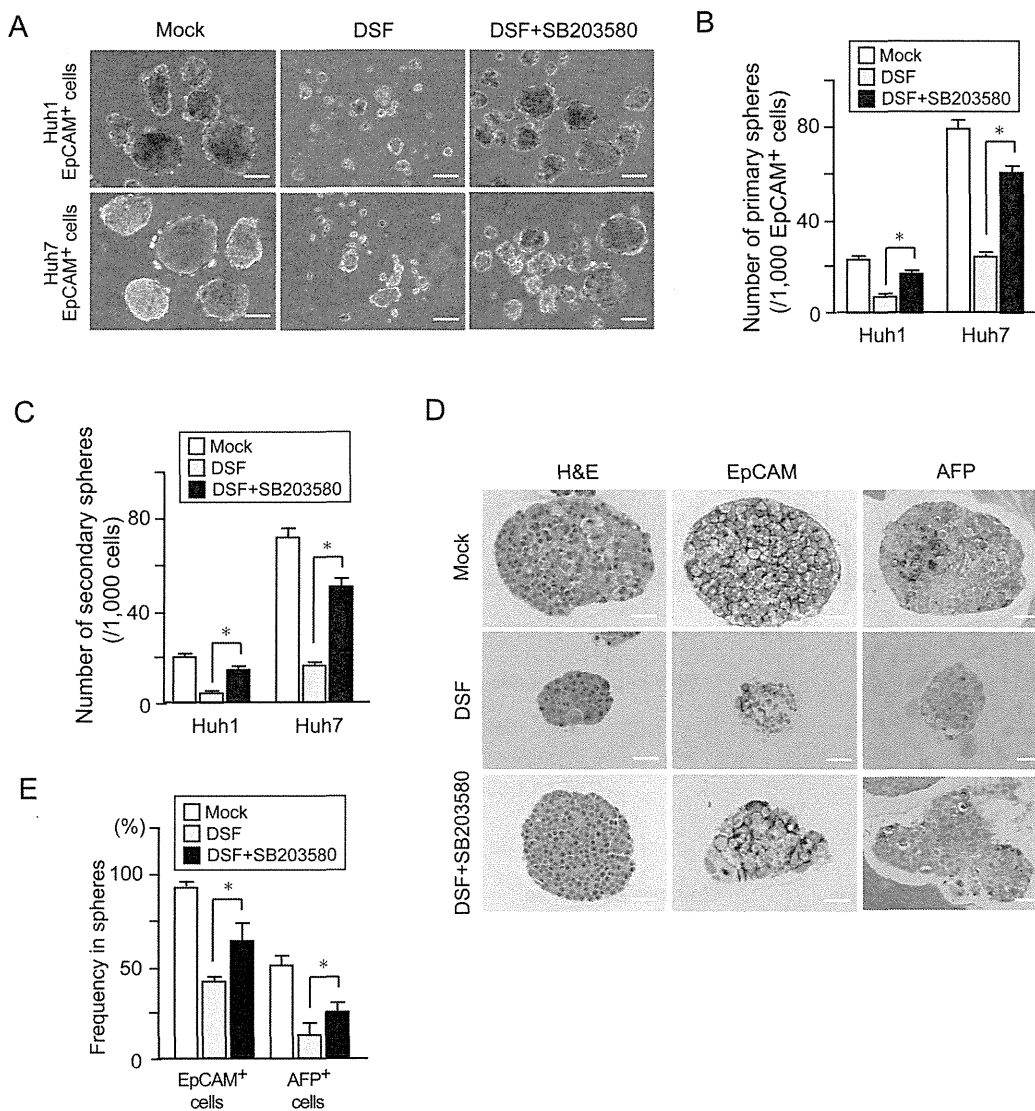 A
Mock
DSF
DSF+SB203580
Huh1
EpCAM+ cells
Huh7
EpCAM+ cells
B
Mock
DSF
DSF+SB203580
Number of primary spheres
(/1,000 EpCAM+ cells)
80
40
0
*
*
Huh1
Huh7
C
Mock
DSF
DSF+SB203580
Number of secondary spheres
(/1,000 cells)
80
40
0
*
*
Huh1
Huh7
D
H&E
EpCAM
AFP
Mock
DSF
DSF+SB203580
E
Mock
DSF
DSF+SB203580
(%)
Frequency in spheres
100
50
0
*
*
EpCAM+
cells
AFP+
cells